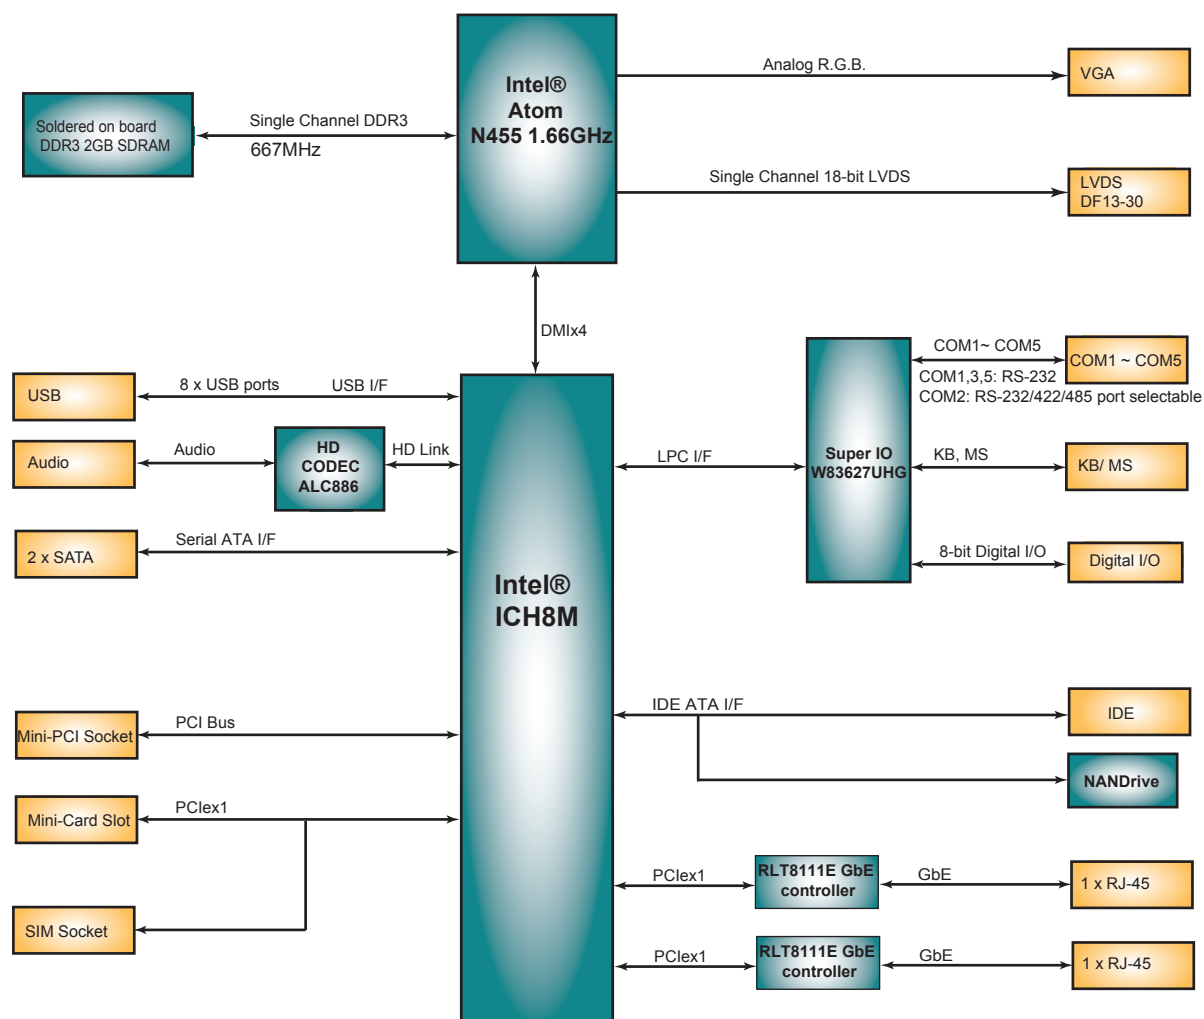 Intel®
Atom
N455 1.66GHz
Analog R.G.B.
VGA
Soldered on board
DDR3 2GB SDRAM
Single Channel DDR3
667MHz
Single Channel 18-bit LVDS
LVDS
DF13-30
DMIx4
USB
8 x USB ports
USB I/F
Audio
Audio
HD
CODEC
ALC886
HD Link
2 x SATA
Serial ATA I/F
Intel®
ICH8M
LPC I/F
Super IO
W83627UHG
COM1~ COM5
COM1 ~ COM5
COM1,3,5: RS-232
COM2: RS-232/422/485 port selectable
KB, MS
KB/ MS
8-bit Digital I/O
Digital I/O
Mini-PCI Socket
PCI Bus
IDE ATA I/F
IDE
NANDrive
Mini-Card Slot
PCIex1
SIM Socket
PCIex1
RLT8111E GbE
controller
GbE
1 x RJ-45
PCIex1
RLT8111E GbE
controller
GbE
1 x RJ-45